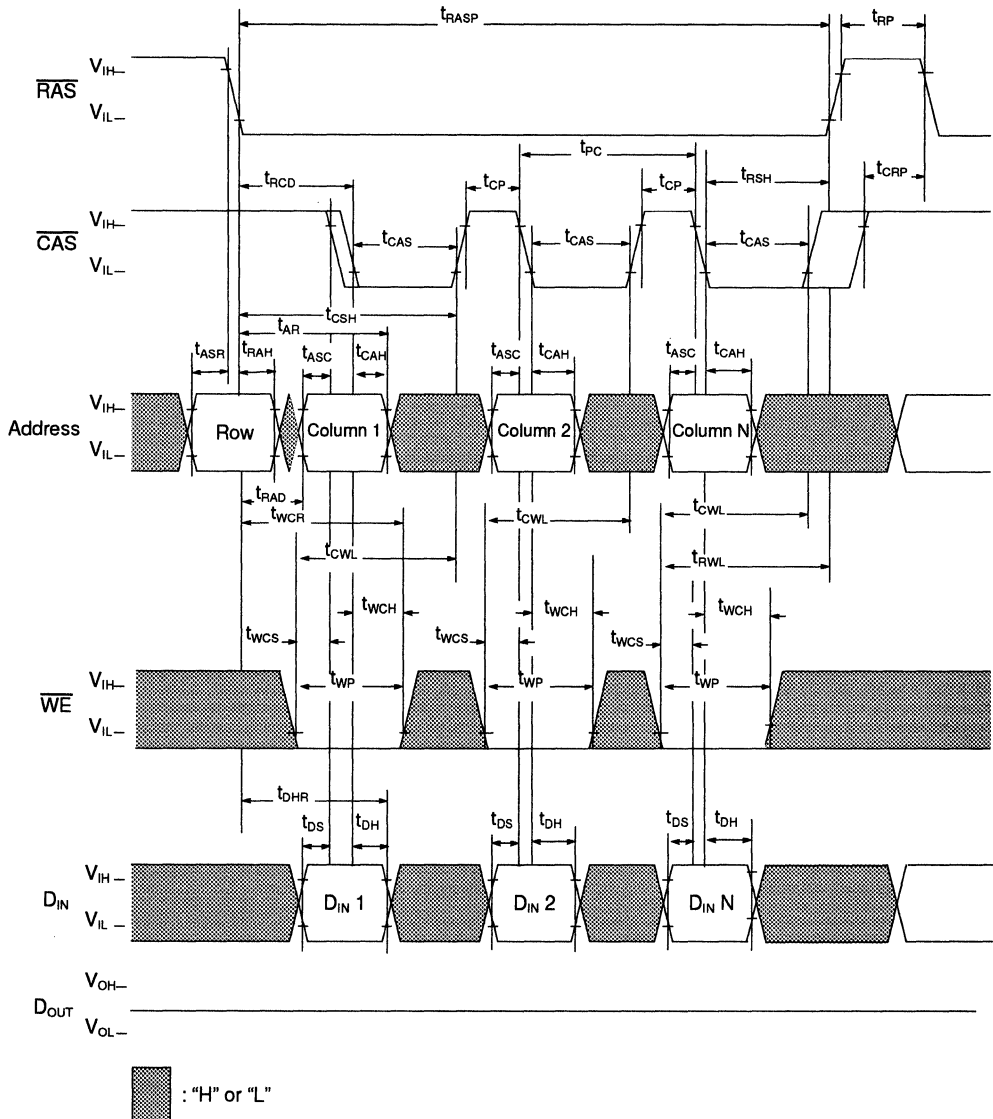 tRASP
tRP
RAS
VIH
VIL
tPC
tRCD
tCP
tCP
tRSH
tCRP
CAS
VIH
VIL
tCAS
tCAS
tCAS
tCSH
tAR
tASR
tRAH
tASC
tCAH
tASC
tCAH
tASC
tCAH
Address
VIH
VIL
Row
Column 1
Column 2
Column N
tRAD
tWCR
tCWL
tCWL
tCWL
tRWL
tWCH
tWCH
tWCH
tWCS
tWCS
tWCS
WE
VIH
VIL
tWP
tWP
tWP
tDHR
tDS
tDH
tDS
tDH
tDS
tDH
DIN
VIH
VIL
DIN 1
DIN 2
DIN N
DOUT
VOH
VOL
: “H” or “L”